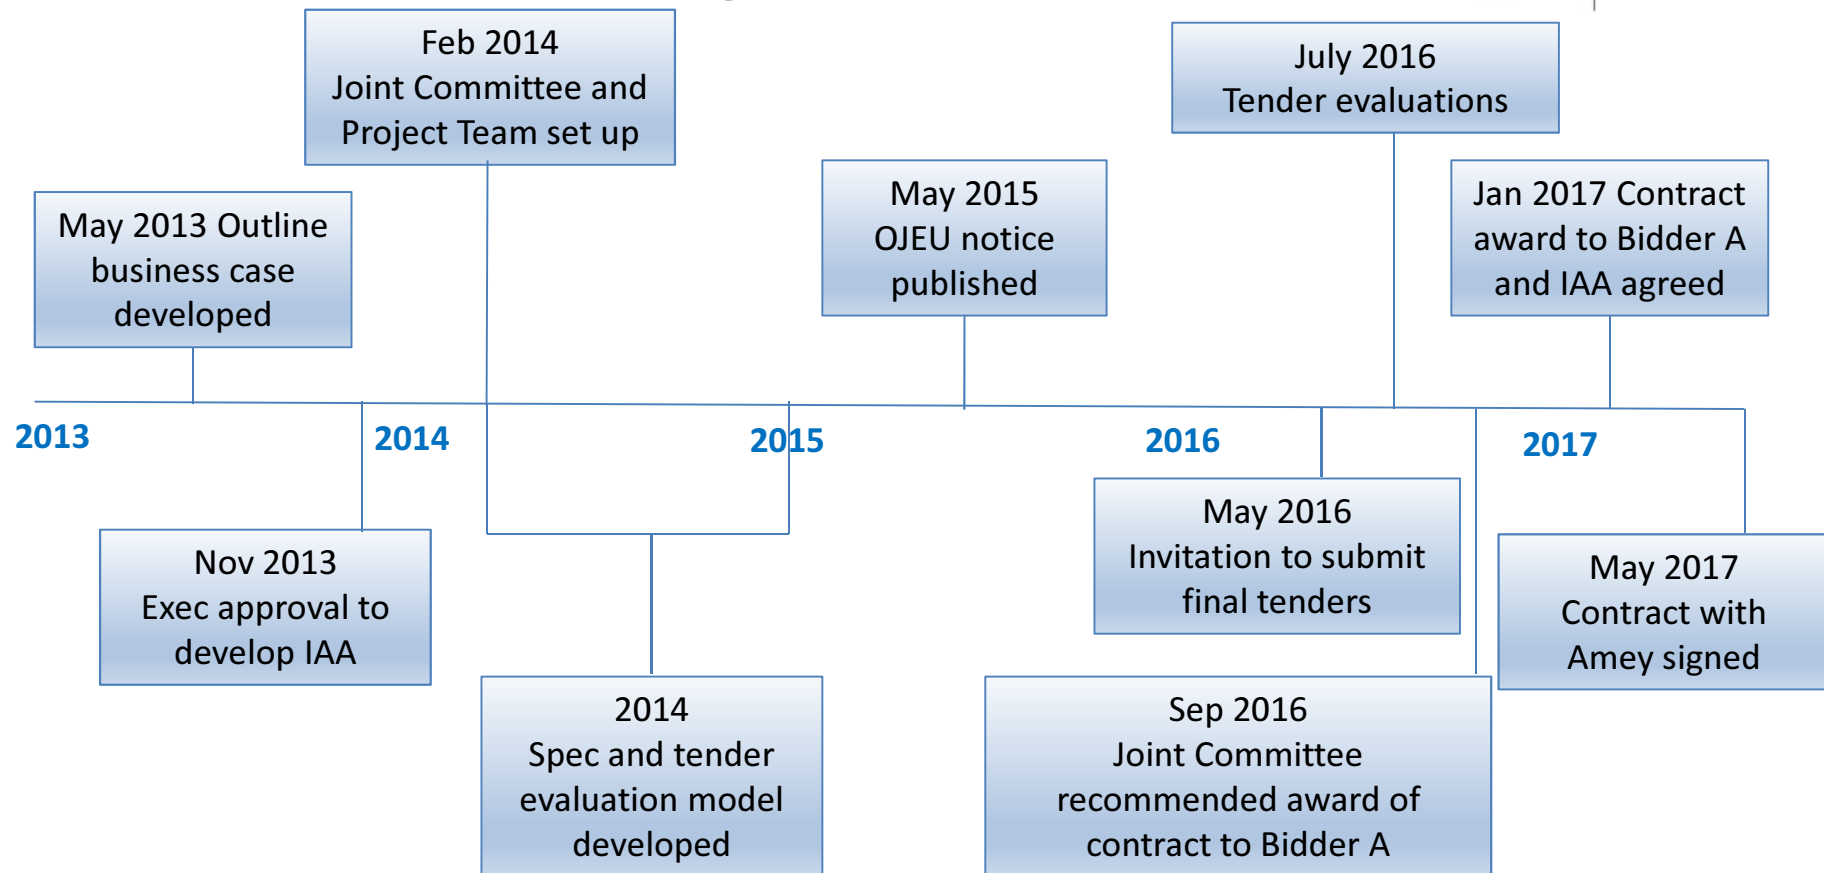 Feb 2014
Joint Committee and
Project Team set up
July 2016
Tender evaluations
May 2013 Outline
business case
developed
May 2015
OJEU notice
published
Jan 2017 Contract
award to Bidder A
and IAA agreed
2013
2014
2015
2016
2017
Nov 2013
Exec approval to
develop IAA
May 2016
Invitation to submit
final tenders
May 2017
Contract with
Amey signed
2014
Spec and tender
evaluation model
developed
Sep 2016
Joint Committee
recommended award of
contract to Bidder A